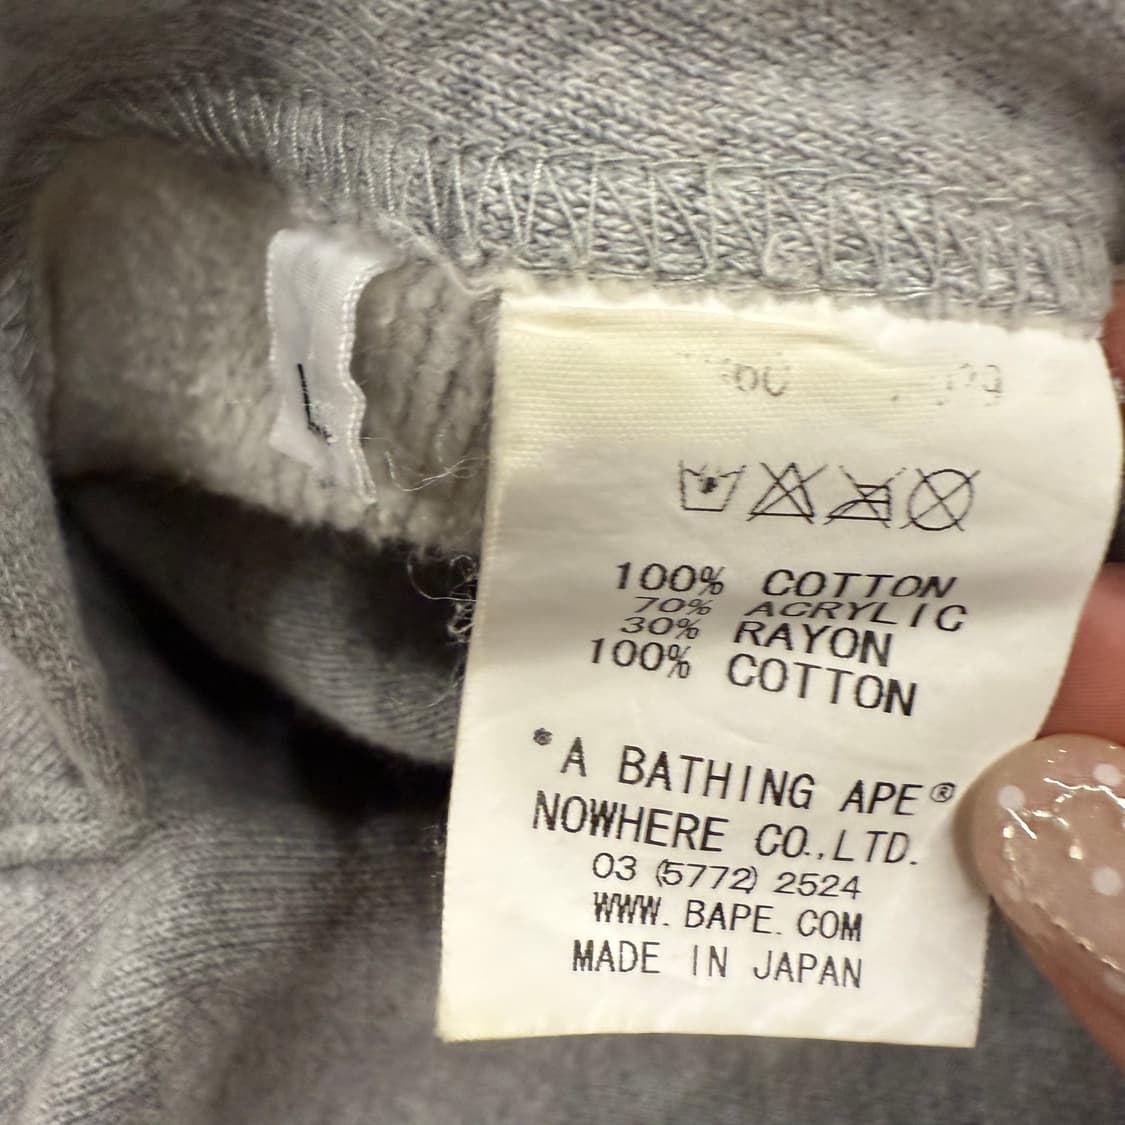 L
100% COTTON
70% ACRYLIC
30% RAYON
100% COTTON
®A BATHING APE®
NOWHERE CO.,LTD.
03 (5772) 2524
WWW. BAPE. COM
MADE IN JAPAN